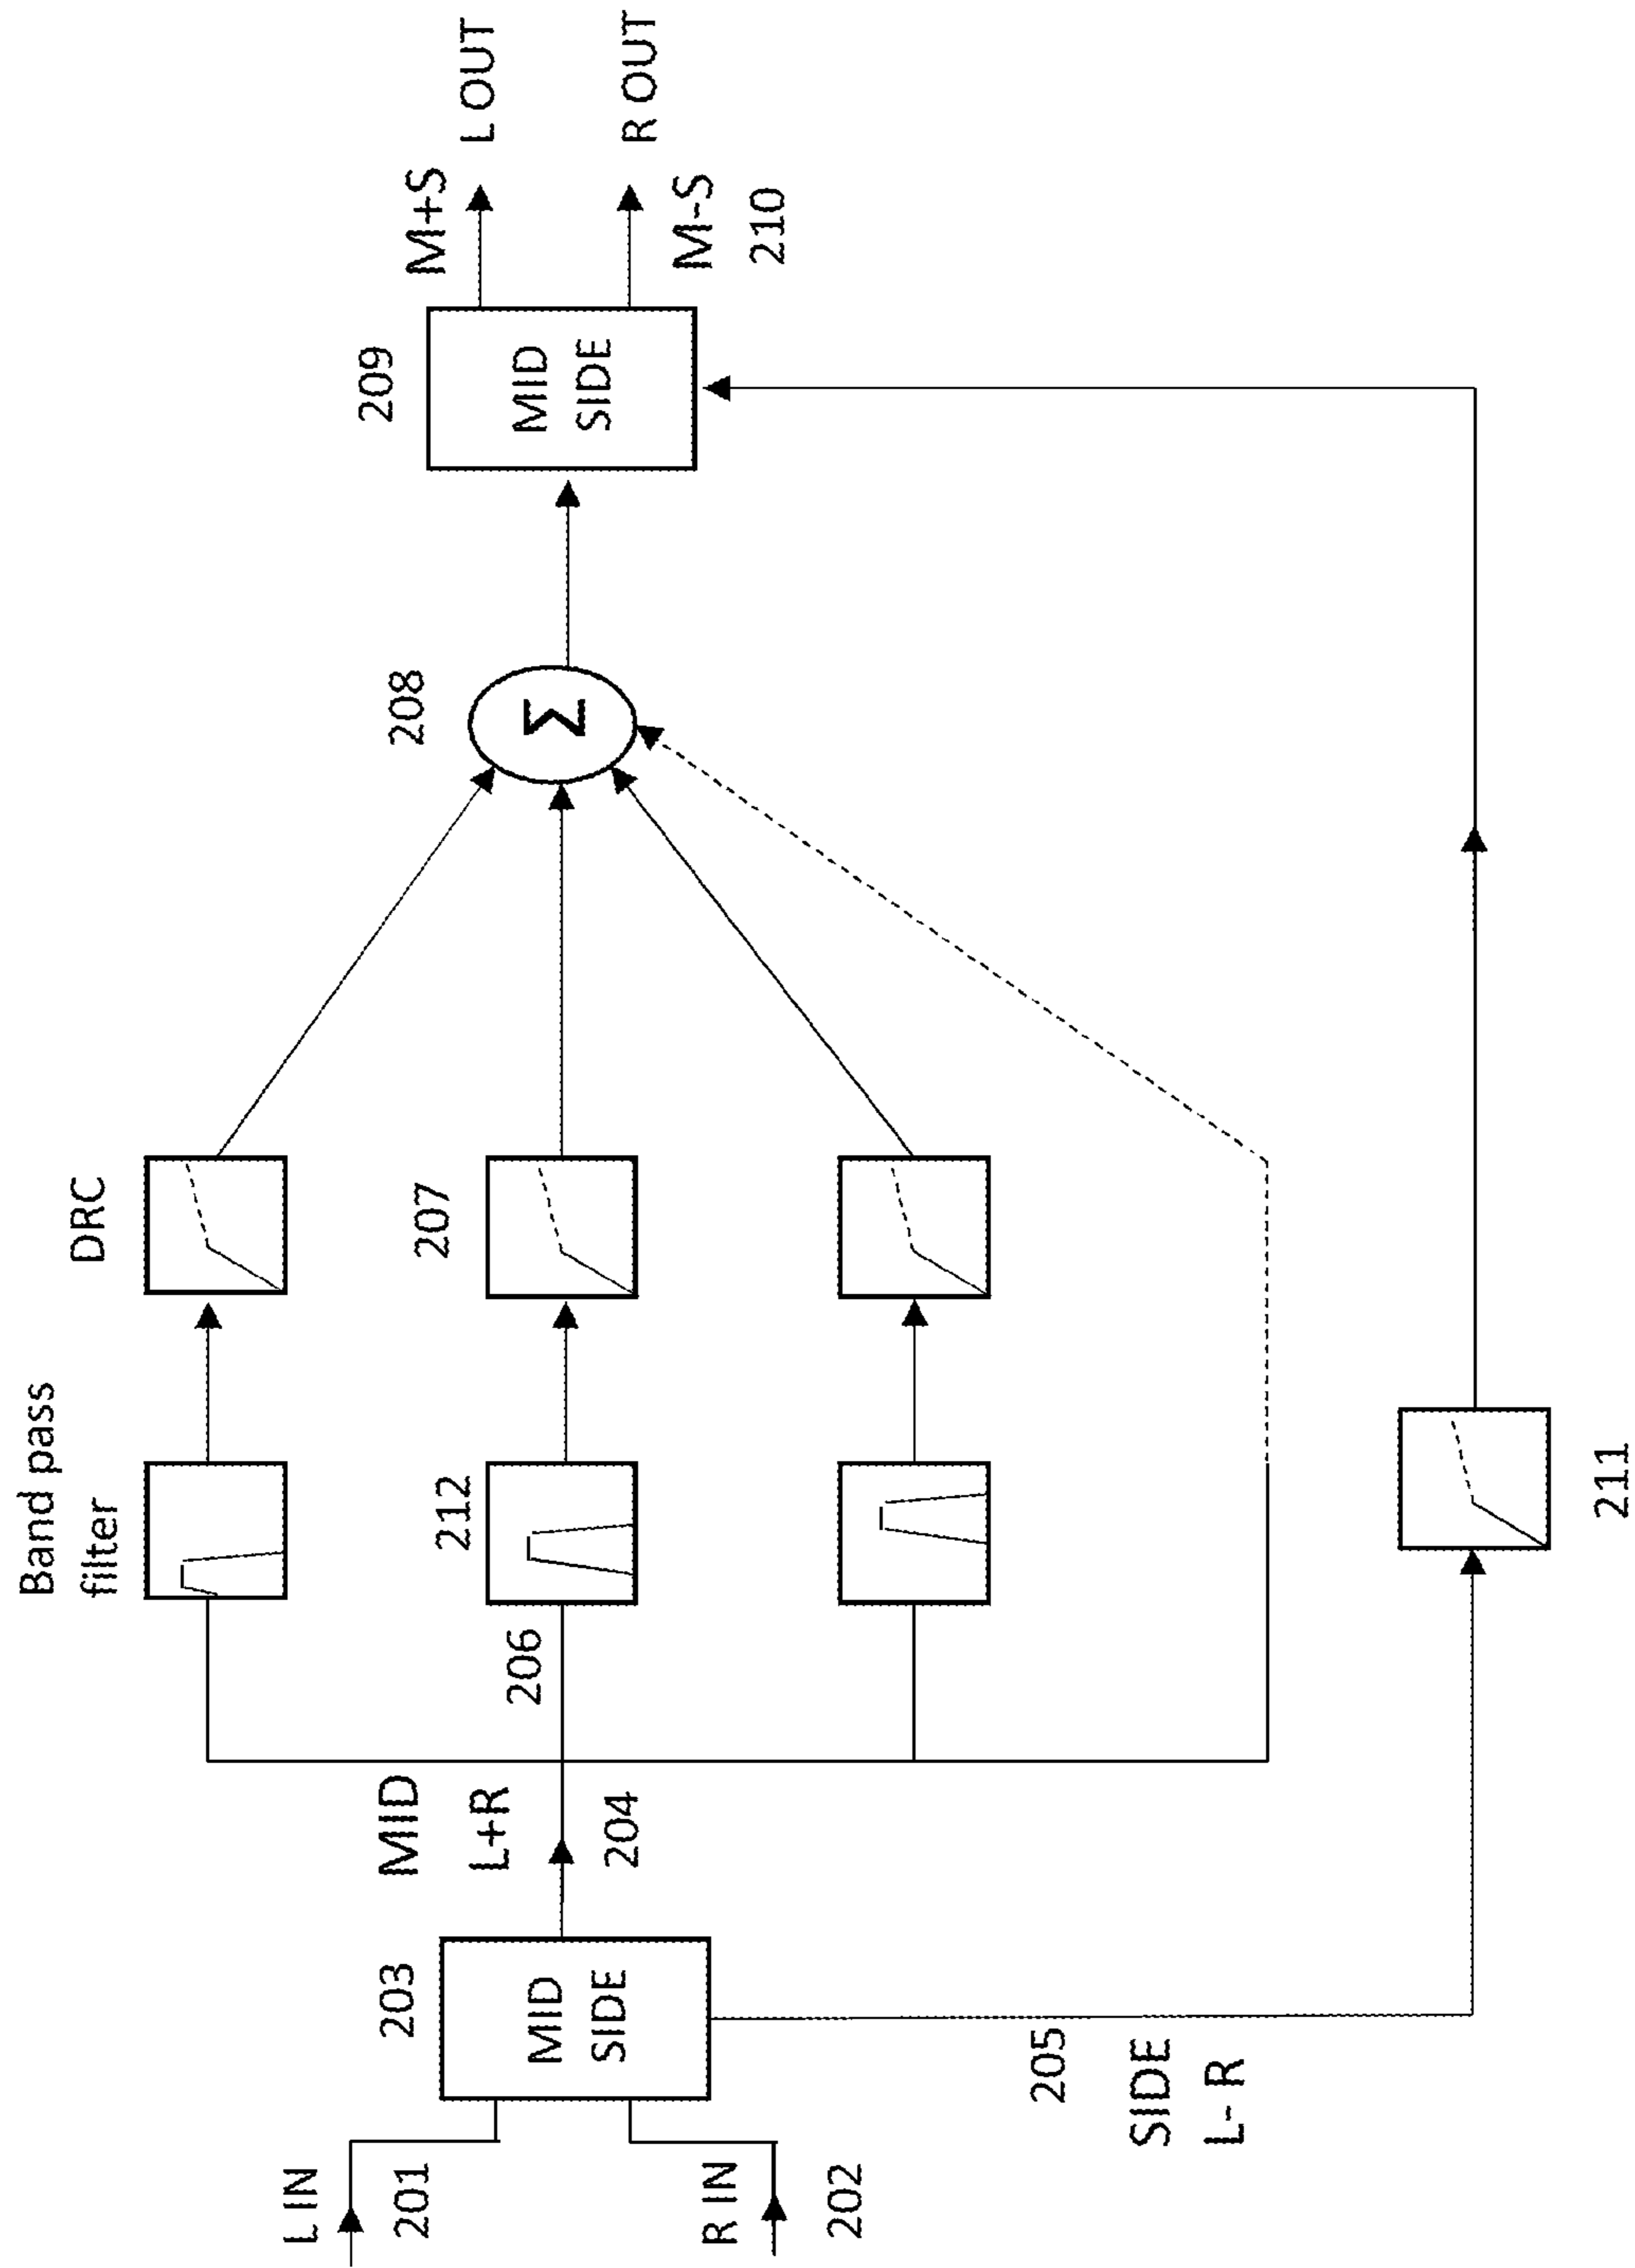 Band pass
filter
DRC
L IN
201
R IN
202
203
MID
SIDE
MID
L+R
204
205
SIDE
L- R
206
212
207
208
Σ
209
MID
SIDE
M+S
L OUT
R OUT
M-S
210
211